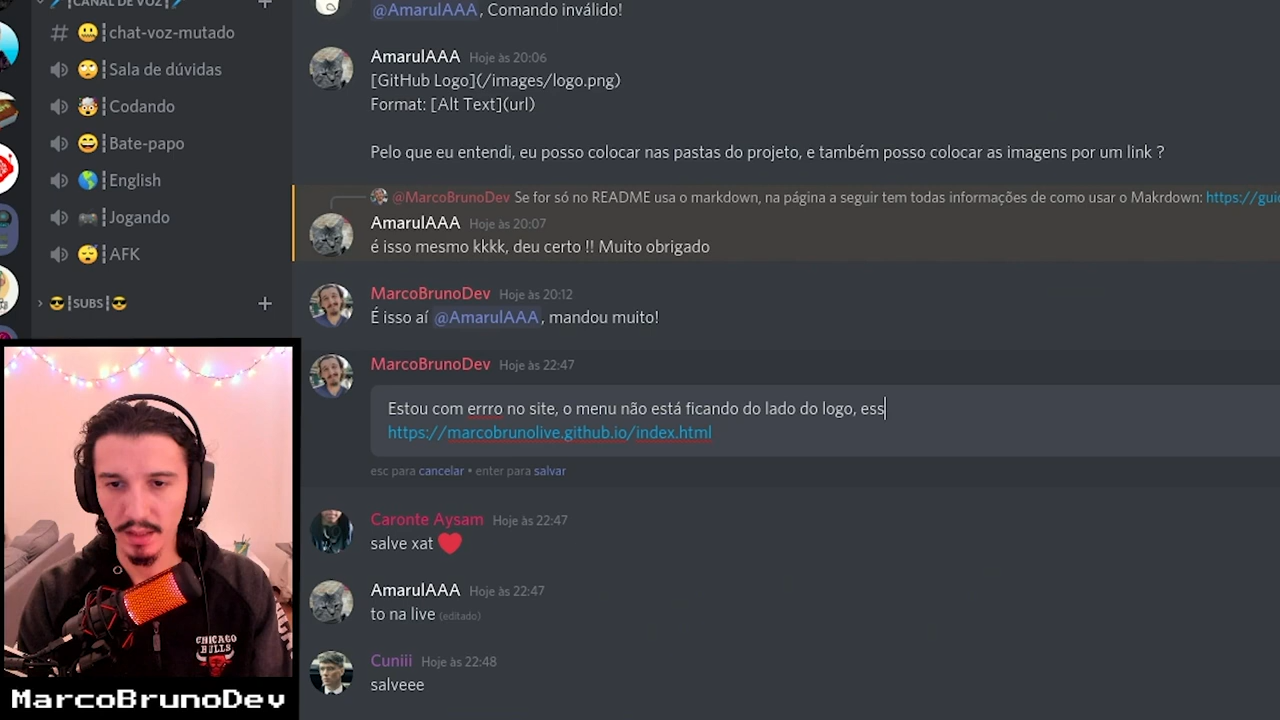 CANAL DE VOZ
chat-voz-mutado
Sala de dúvidas
Codando
Bate-papo
English
Jogando
AFK
SUBS
@AmarulAAA, Comando inválido!
AmarulAAA Hoje às 20:06
[GitHub Logo](/images/logo.png)
Format: [Alt Text](url)
Pelo que eu entendi, eu posso colocar nas pastas do projeto, e também posso colocar as imagens por um link ?
@MarcoBrunoDev Se for só no README usa o markdown, na página a seguir tem todas informações de como usar o Makrdown: https://gui
AmarulAAA Hoje às 20:07
é isso mesmo kkkk, deu certo !! Muito obrigado
MarcoBrunoDev Hoje às 20:12
É isso aí @AmarulAAA, mandou muito!
MarcoBrunoDev Hoje às 22:47
Estou com errro no site, o menu não está ficando do lado do logo, ess
https://marcobrunolive.github.io/index.html
esc para cancelar • enter para salvar
Caronte Aysam Hoje às 22:47
salve xat
AmarulAAA Hoje às 22:47
to na live (editado)
Cuniii Hoje às 22:48
salveee
CHICAGO
BULLS
MarcoBrunoDev